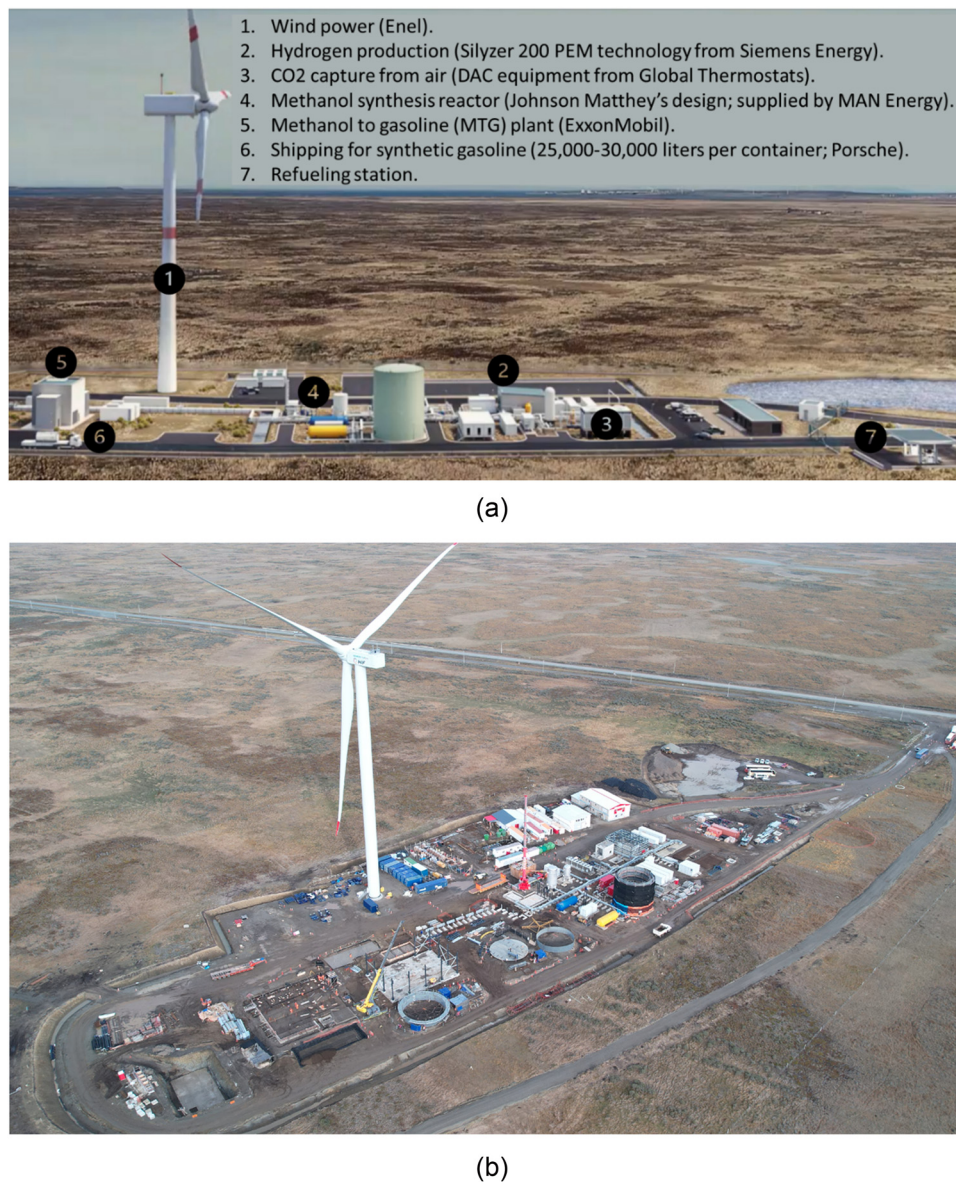 1. Wind power (Enel).
2. Hydrogen production (Silyzer 200 PEM technology from Siemens Energy).
3. CO2 capture from air (DAC equipment from Global Thermostats).
4. Methanol synthesis reactor (Johnson Matthey's design; supplied by MAN Energy).
5. Methanol to gasoline (MTG) plant (ExxonMobil).
6. Shipping for synthetic gasoline (25,000-30,000 liters per container; Porsche).
7. Refueling station.
1
5
2
4
3
6
7
(a)
(b)